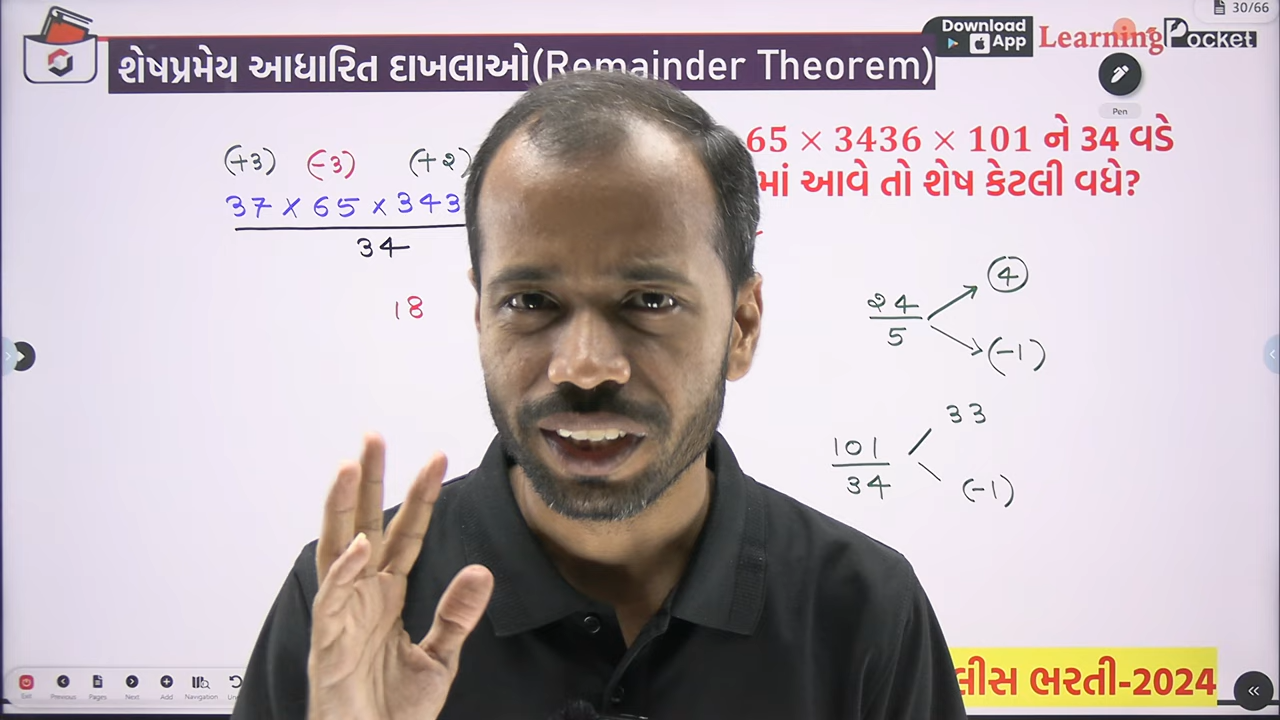 30/66
Download App
Learning Pocket
શેષપ્રમેય આધારિત દાખલાઓ(Remainder Theorem)
Pen
65 × 3436 × 101 ને 34 વડે
માં આવે તો શેષ કેટલી વધે?
(+3) (-3) (+2)
37 × 65 × 343
34
18
24
5
4
(-1)
101
34
33
(-1)
Exit Previous Pages Next Add Navigation
લીસ ભરતી-2024